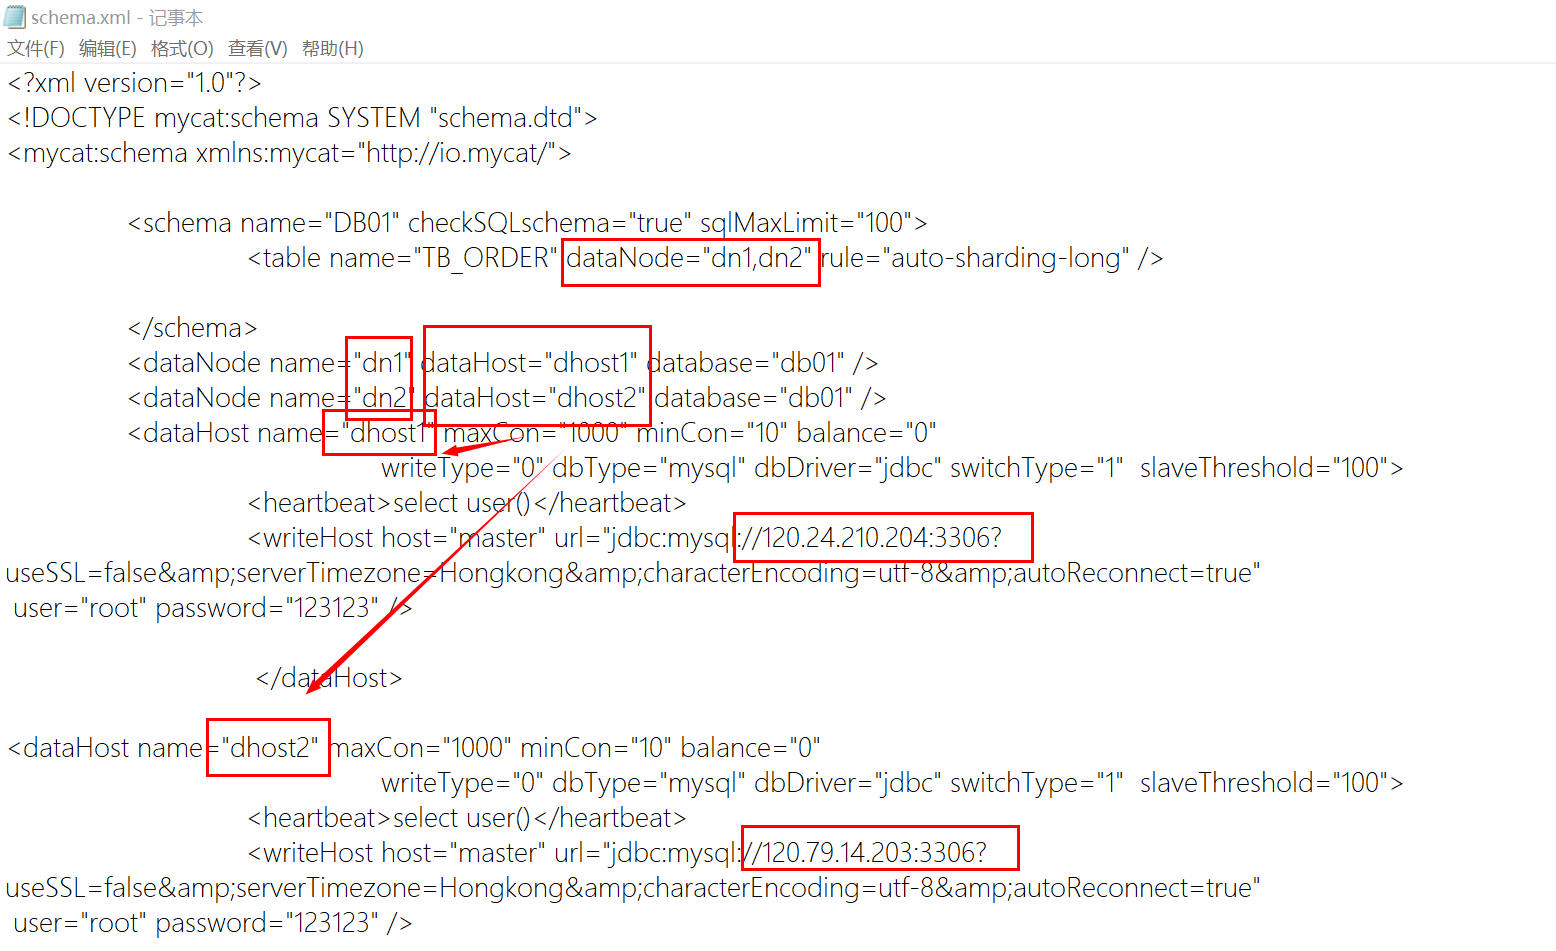 schema.xml - 记事本
文件(F) 编辑(E) 格式(O) 查看(V) 帮助(H)
<?xml version="1.0"?>
<!DOCTYPE mycat:schema SYSTEM "schema.dtd">
<mycat:schema xmlns:mycat="http://io.mycat/">
<schema name="DB01" checkSQLschema="true" sqlMaxLimit="100">
<table name="TB_ORDER" dataNode="dn1,dn2" rule="auto-sharding-long" />
</schema>
<dataNode name="dn1" dataHost="dhost1" database="db01" />
<dataNode name="dn2" dataHost="dhost2" database="db01" />
<dataHost name="dhost1" maxCon="1000" minCon="10" balance="0"
writeType="0" dbType="mysql" dbDriver="jdbc" switchType="1"  slaveThreshold="100">
<heartbeat>select user()</heartbeat>
<writeHost host="master" url="jdbc:mysql://120.24.210.204:3306?
useSSL=false&amp;serverTimezone=Hongkong&amp;characterEncoding=utf-8&amp;autoReconnect=true"
user="root" password="123123" />
</dataHost>
<dataHost name="dhost2" maxCon="1000" minCon="10" balance="0"
writeType="0" dbType="mysql" dbDriver="jdbc" switchType="1"  slaveThreshold="100">
<heartbeat>select user()</heartbeat>
<writeHost host="master" url="jdbc:mysql://120.79.14.203:3306?
useSSL=false&amp;serverTimezone=Hongkong&amp;characterEncoding=utf-8&amp;autoReconnect=true"
user="root" password="123123" />